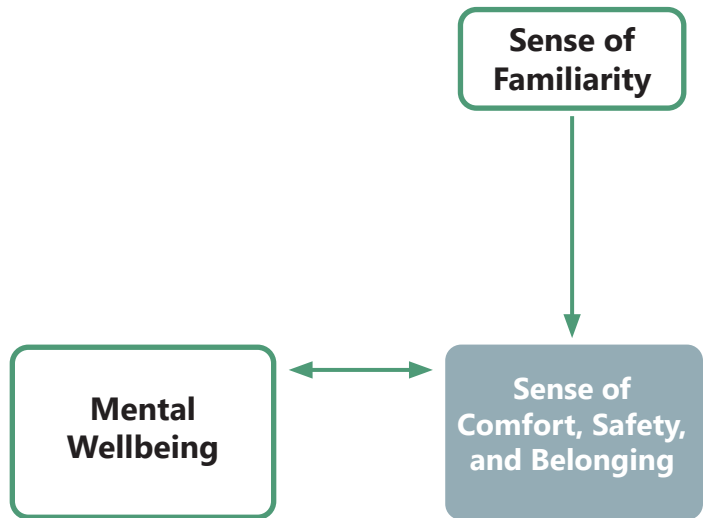 Sense of
Familiarity
Mental
Wellbeing
Sense of
Comfort, Safety,
and Belonging